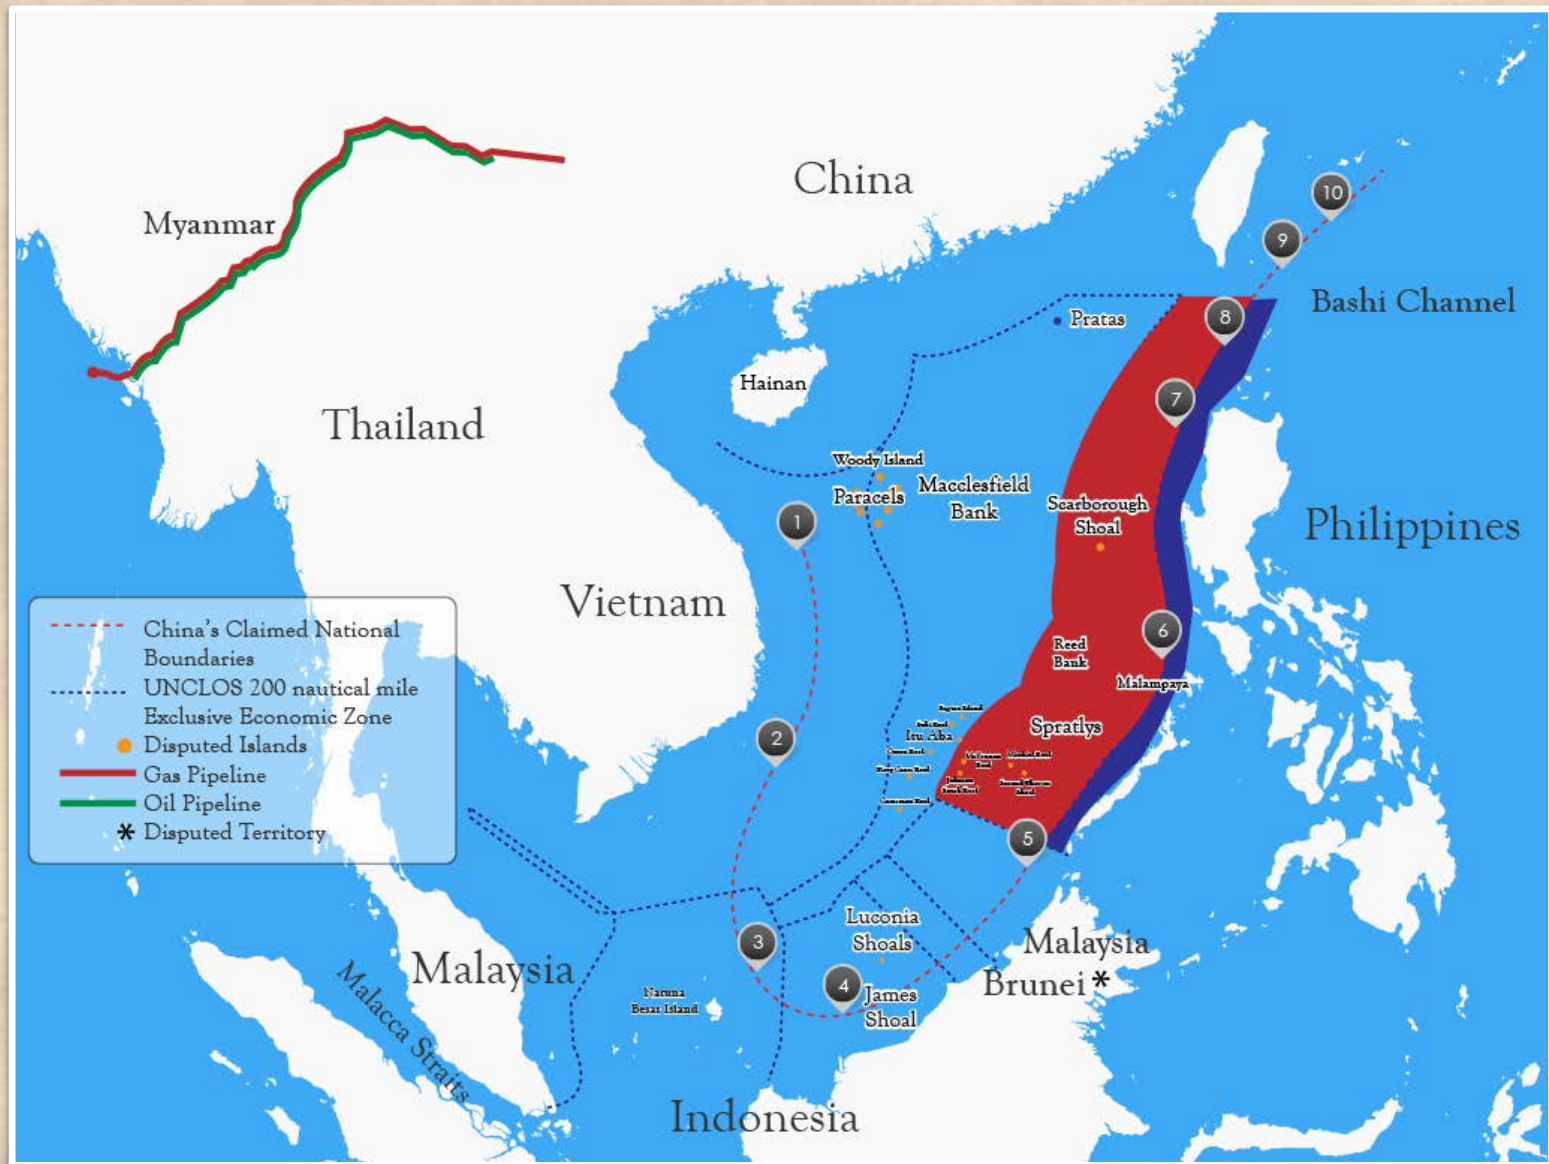 China
Myanmar
10
9
Bashi Channel
8
Pratas
Hainan
7
Thailand
Woody Island
Paracels
Macclesfield
Bank
Scarborough
Shoal
1
Philippines
Vietnam
6
Reed
Bank
Malampaya
Spratlys
Itu Aba
2
China's Claimed National
Boundaries
UNCLOS 200 nautical mile
Exclusive Economic Zone
Disputed Islands
Gas Pipeline
Oil Pipeline
Disputed Territory
5
Luconia
Shoals
3
Malaysia
Malaysia
Brunei
4
James
Shoal
Natuna
Besar Island
Malacca Straits
Indonesia